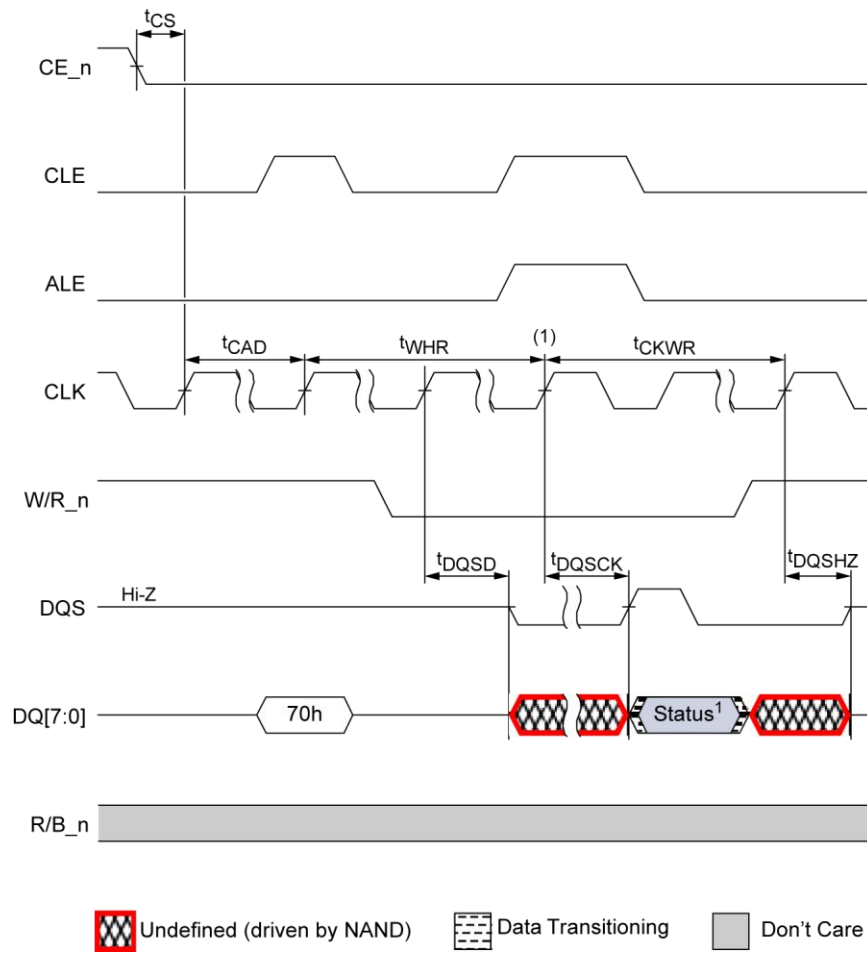 tCS
CE_n
CLE
ALE
tCAD
tWHR
(1)
tCKWR
CLK
W/R_n
tDQSD
tDQSCK
tDQSHZ
Hi-Z
DQS
DQ[7:0]
70h
Status1
R/B_n
Undefined (driven by NAND)
Data Transitioning
Don't Care